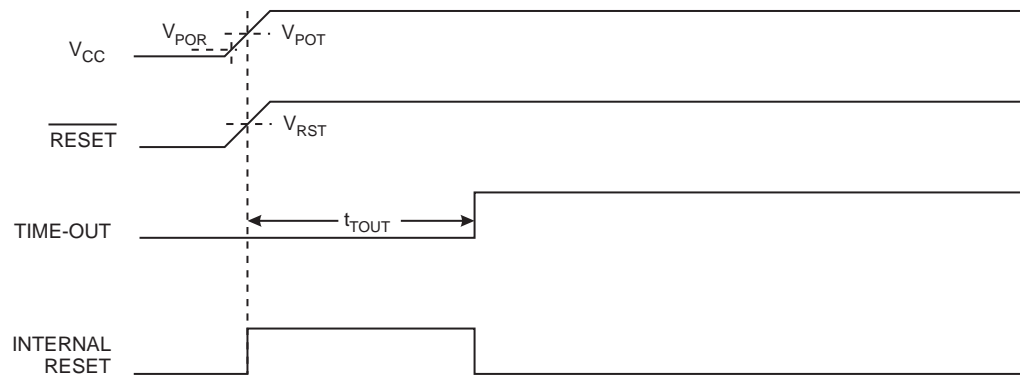 V_POR
V_POT
V_CC
RESET
V_RST
TIME-OUT
t_TOUT
INTERNAL
RESET